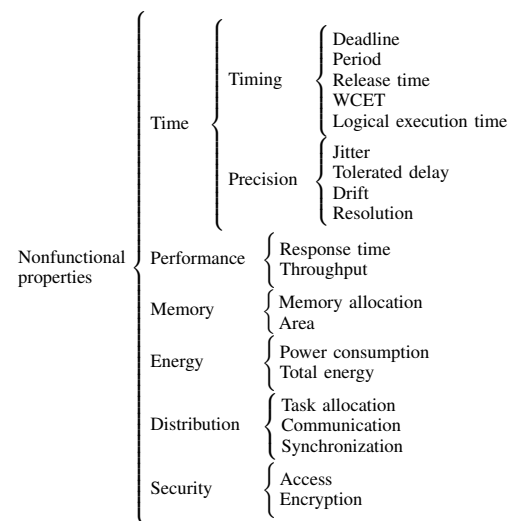 Nonfunctional
properties
Time
Timing
Deadline
Period
Release time
WCET
Logical execution time
Precision
Jitter
Tolerated delay
Drift
Resolution
Performance
Response time
Throughput
Memory
Memory allocation
Area
Energy
Power consumption
Total energy
Distribution
Task allocation
Communication
Synchronization
Security
Access
Encryption